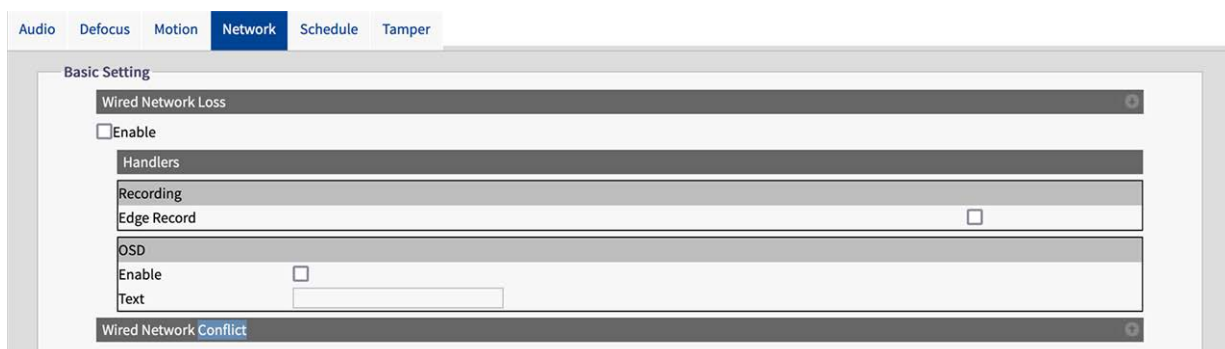 Audio Defocus Motion Network Schedule Tamper
Basic Setting
Wired Network Loss
Enable
Handlers
Recording
Edge Record
OSD
Enable
Text
Wired Network Conflict